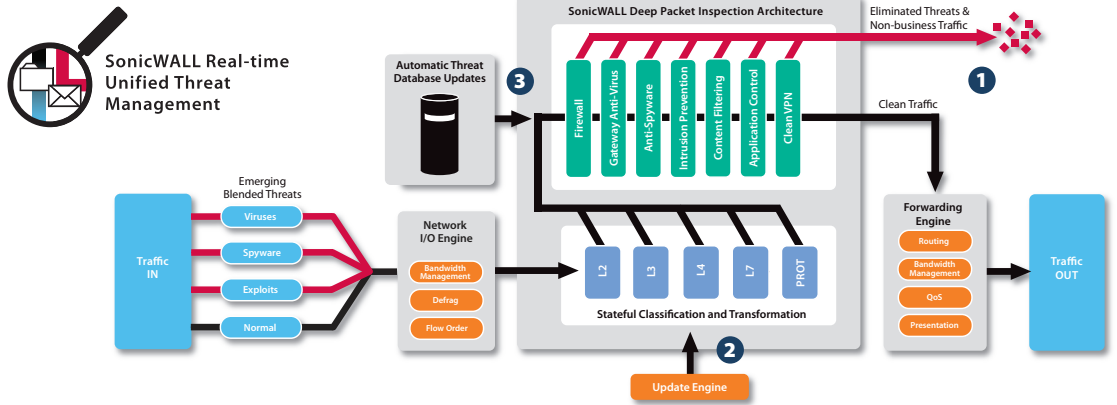 SonicWALL Real-time
Unified Threat
Management
SonicWALL Deep Packet Inspection Architecture
Eliminated Threats &
Non-business Traffic
1
Automatic Threat
Database Updates
3
Firewall
Gateway Anti-Virus
Anti-Spyware
Intrusion Prevention
Content Filtering
Application Control
Clean VPN
Clean Traffic
Emerging
Blended Threats
Traffic
IN
Viruses
Spyware
Exploits
Normal
Network
I/O Engine
Bandwidth
Management
Defrag
Flow Order
L2
L3
L4
L7
PROT
Stateful Classification and Transformation
2
Update Engine
Forwarding
Engine
Routing
Bandwidth
Management
QoS
Presentation
Traffic
OUT